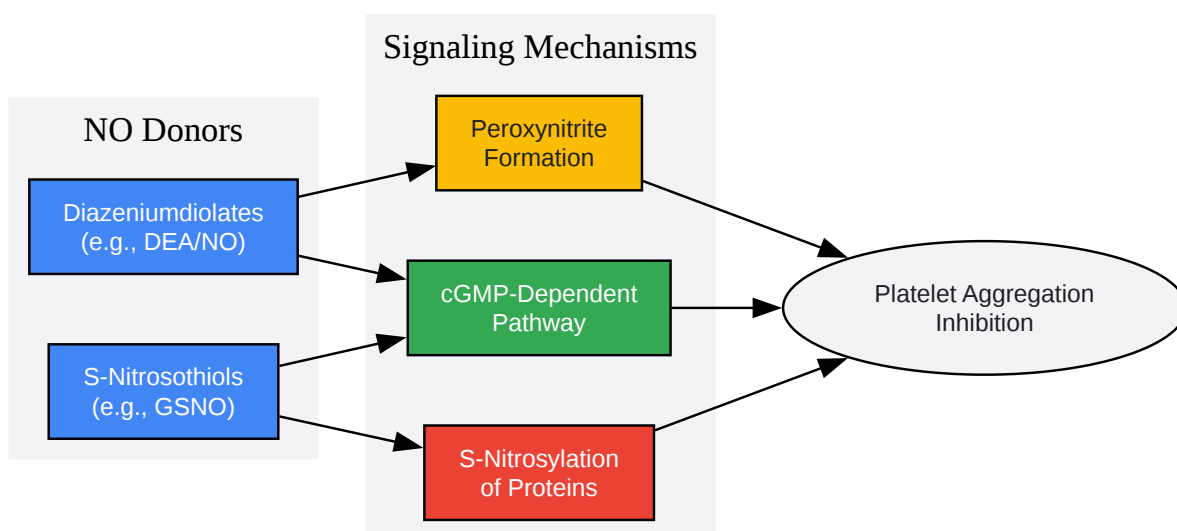 NO Donors
Diazeniumdiolates
(e.g., DEA/NO)
S-Nitrosothiols
(e.g., GSNO)
Signaling Mechanisms
Peroxynitrite
Formation
cGMP-Dependent
Pathway
S-Nitrosylation
of Proteins
Platelet Aggregation
Inhibition